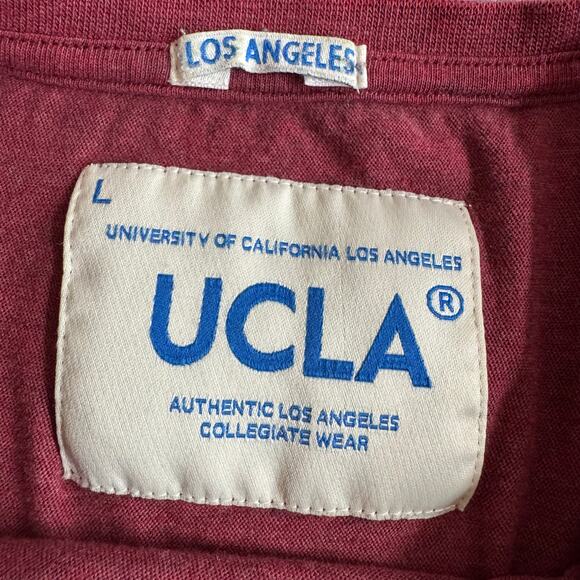 LOS ANGELES
L
UNIVERSITY OF CALIFORNIA LOS ANGELES
UCLA®
AUTHENTIC LOS ANGELES
COLLEGIATE WEAR